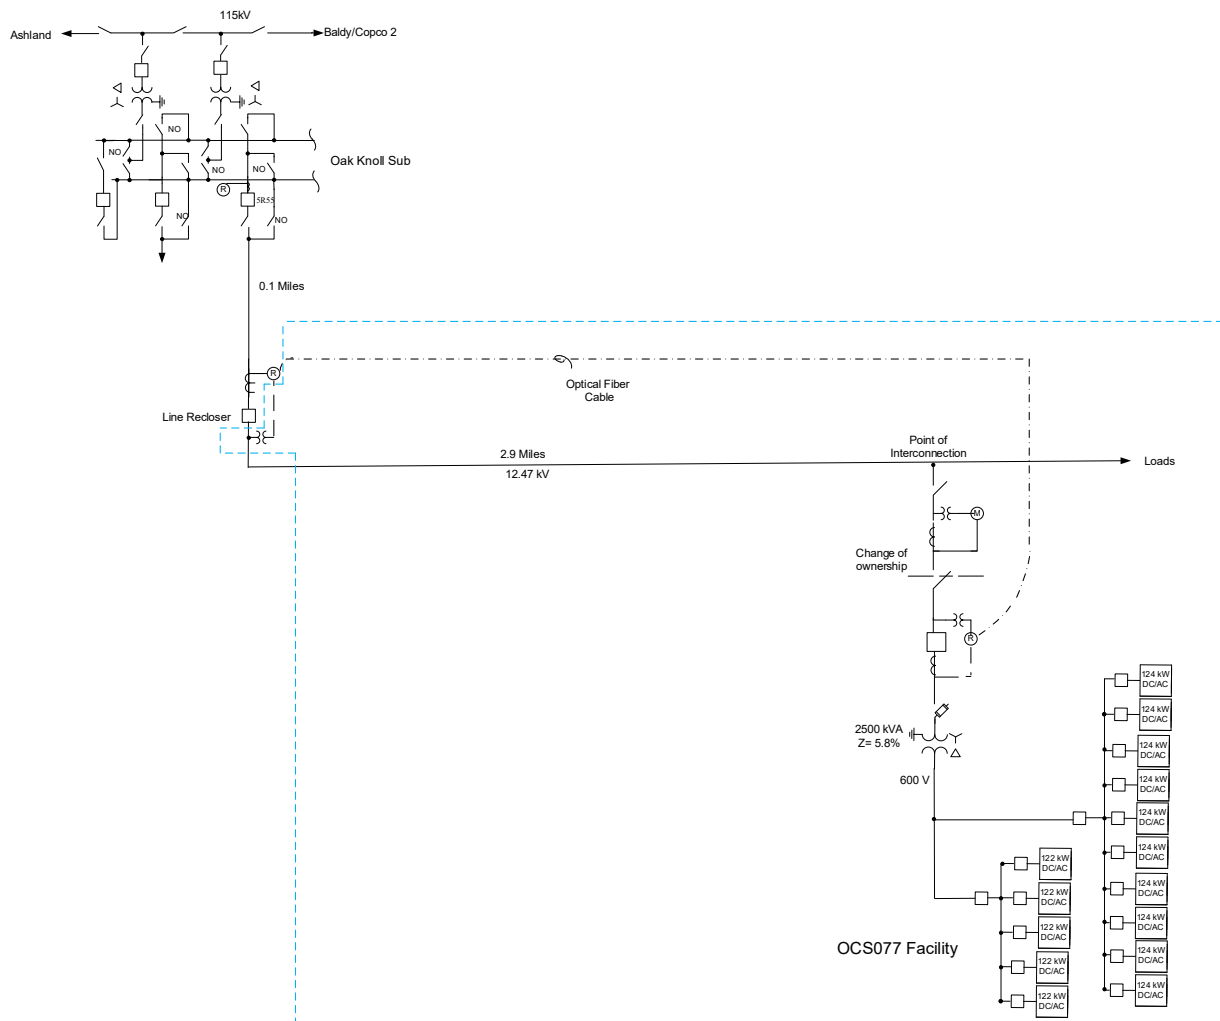 115kV
Ashland
Baldy/Copco 2
NO
NO
NO
NO
Oak Knoll Sub
R
5R55
NO
NO
0.1 Miles
R
Optical Fiber
Cable
Line Recloser
2.9 Miles
12.47 kV
Point of
Interconnection
Loads
M
Change of
ownership
R
2500 kVA
Z= 5.8%
600 V
124 kW
DC/AC
124 kW
DC/AC
124 kW
DC/AC
124 kW
DC/AC
124 kW
DC/AC
124 kW
DC/AC
124 kW
DC/AC
124 kW
DC/AC
124 kW
DC/AC
124 kW
DC/AC
122 kW
DC/AC
122 kW
DC/AC
122 kW
DC/AC
122 kW
DC/AC
122 kW
DC/AC
OCS077 Facility